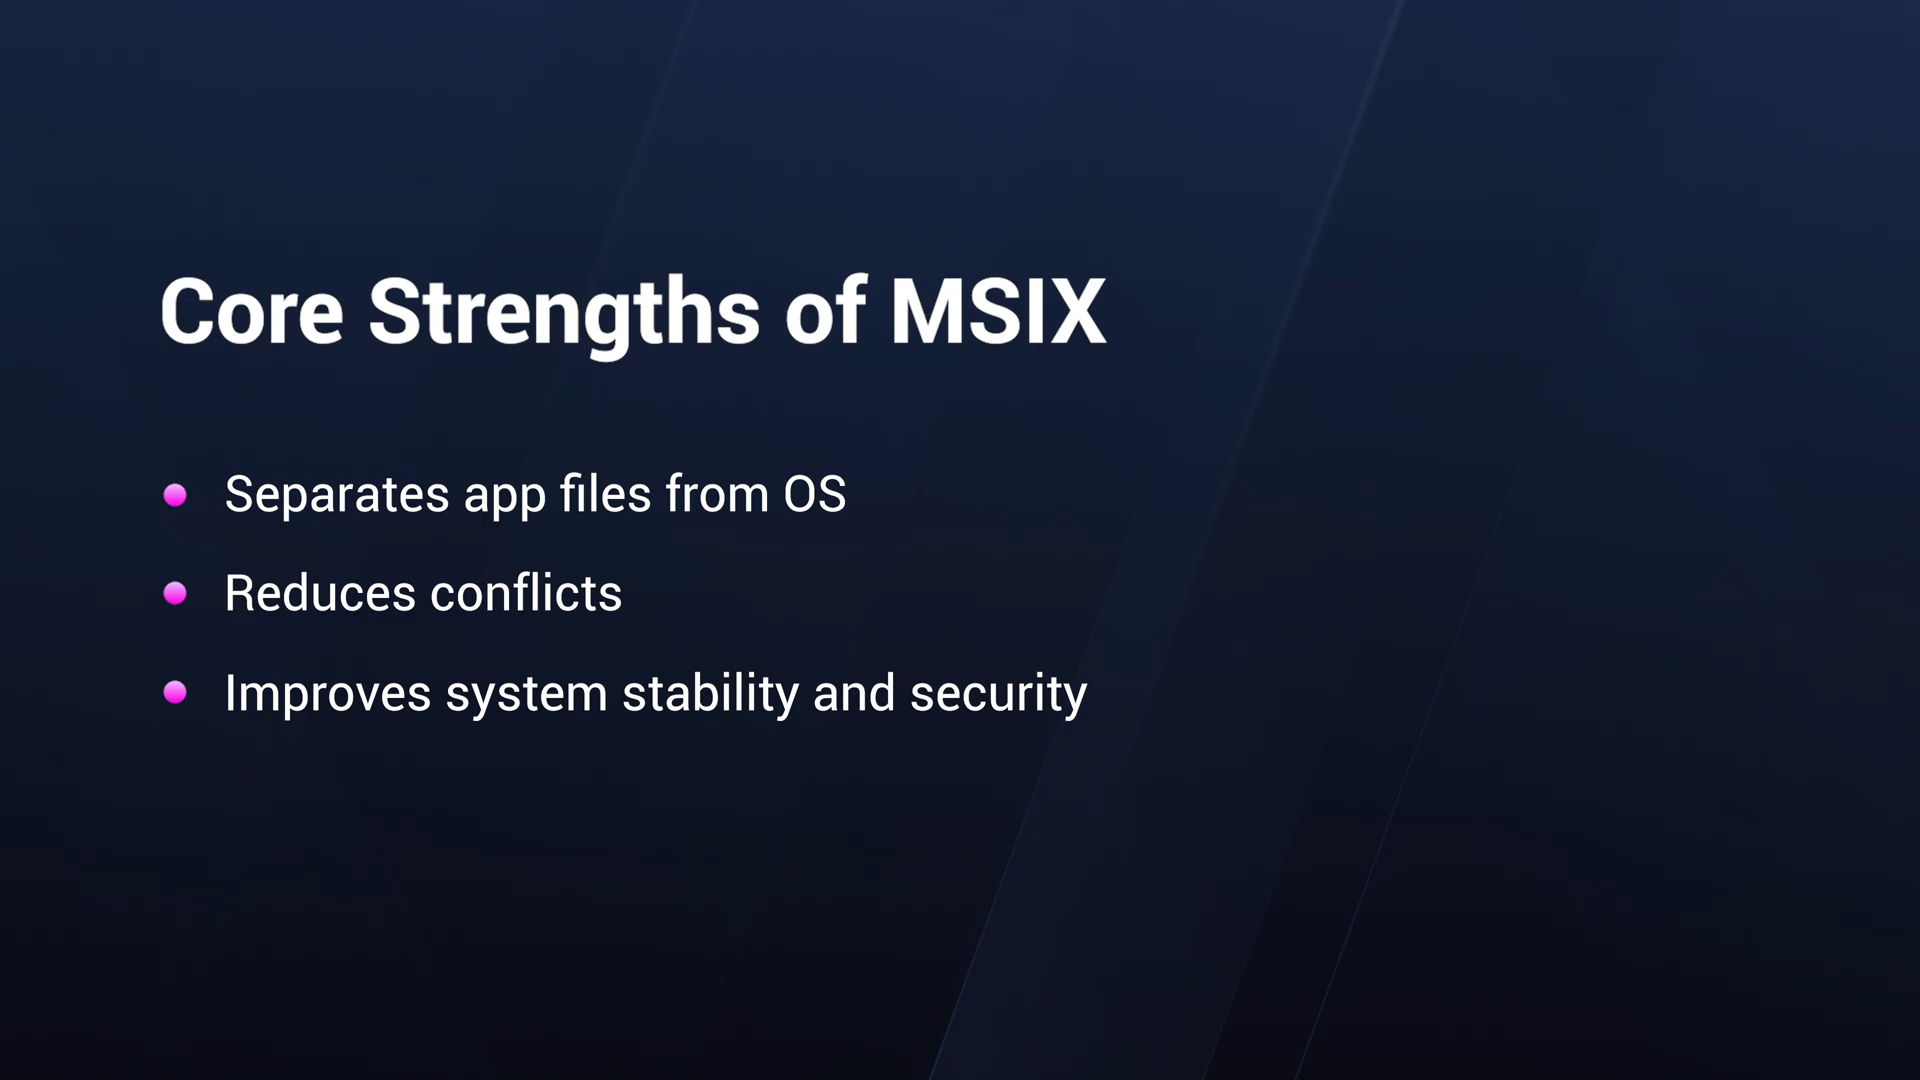 Core Strengths of MSIX
Separates app files from OS
Reduces conflicts
Improves system stability and security